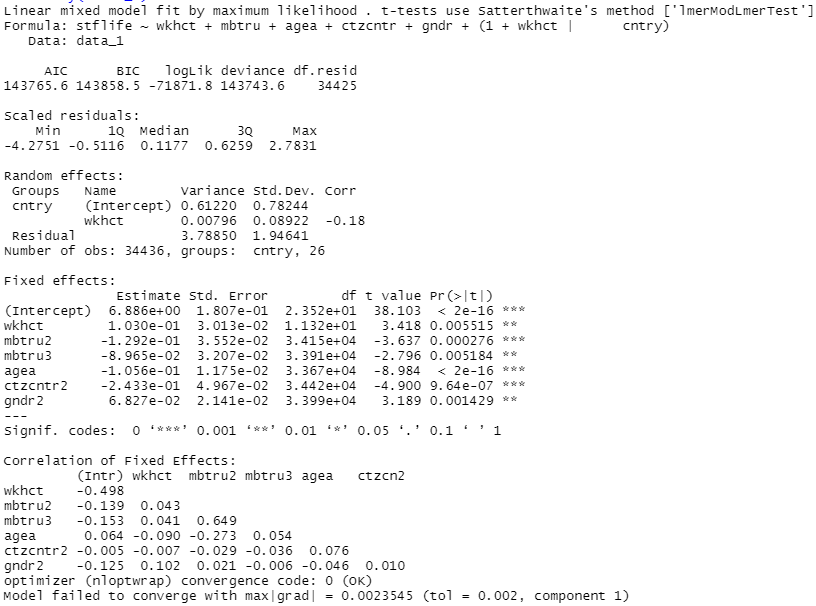 Linear mixed model fit by maximum likelihood . t-tests use Satterthwaite's method ['lmerModLmerTest']
Formula: stflife ~ wkhct + mbtru + agea + ctzcntr + gndr + (1 + wkhct |      cntry)
   Data: data_1

     AIC      BIC   logLik deviance df.resid
143765.6 143858.5 -71871.8 143743.6    34425

Scaled residuals:
    Min      1Q  Median      3Q     Max
-4.2751 -0.5116  0.1177  0.6259  2.7831

Random effects:
 Groups   Name        Variance Std.Dev. Corr
 cntry    (Intercept) 0.61220  0.78244
          wkhct       0.00796  0.08922  -0.18
 Residual             3.78850  1.94641
Number of obs: 34436, groups:  cntry, 26

Fixed effects:
              Estimate Std. Error         df t value Pr(>|t|)
(Intercept)  6.886e+00  1.807e-01  2.352e+01  38.103  < 2e-16 ***
wkhct        1.030e-01  3.013e-02  1.132e+01   3.418 0.005515 **
mbtru2      -1.292e-01  3.552e-02  3.415e+04  -3.637 0.000276 ***
mbtru3      -8.965e-02  3.207e-02  3.391e+04  -2.796 0.005184 **
agea        -1.056e-01  1.175e-02  3.367e+04  -8.984  < 2e-16 ***
ctzcntr2    -2.433e-01  4.967e-02  3.442e+04  -4.900 9.64e-07 ***
gndr2        6.827e-02  2.141e-02  3.399e+04   3.189 0.001429 **
---
Signif. codes:  0 ‘***’ 0.001 ‘**’ 0.01 ‘*’ 0.05 ‘.’ 0.1 ‘ ’ 1

Correlation of Fixed Effects:
         (Intr) wkhct  mbtru2 mbtru3 agea   ctzcn2
wkhct    -0.498
mbtru2   -0.139  0.043
mbtru3   -0.153  0.041  0.649
agea      0.064 -0.090 -0.273  0.054
ctzcntr2 -0.005 -0.007 -0.029 -0.036  0.076
gndr2    -0.125  0.102  0.021 -0.006 -0.046  0.010
optimizer (nloptwrap) convergence code: 0 (OK)
Model failed to converge with max|grad| = 0.0023545 (tol = 0.002, component 1)